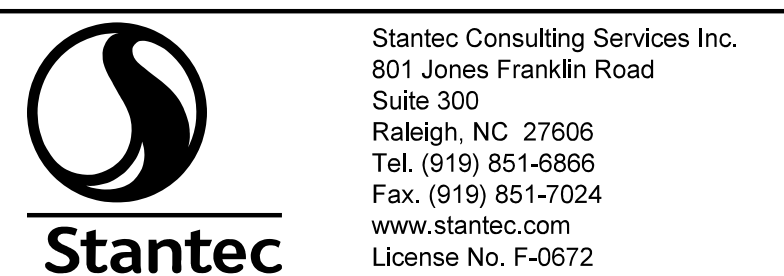 Stantec
Stantec Consulting Services Inc.
801 Jones Franklin Road
Suite 300
Raleigh, NC  27606
Tel. (919) 851-6866
Fax. (919) 851-7024
www.stantec.com
License No. F-0672